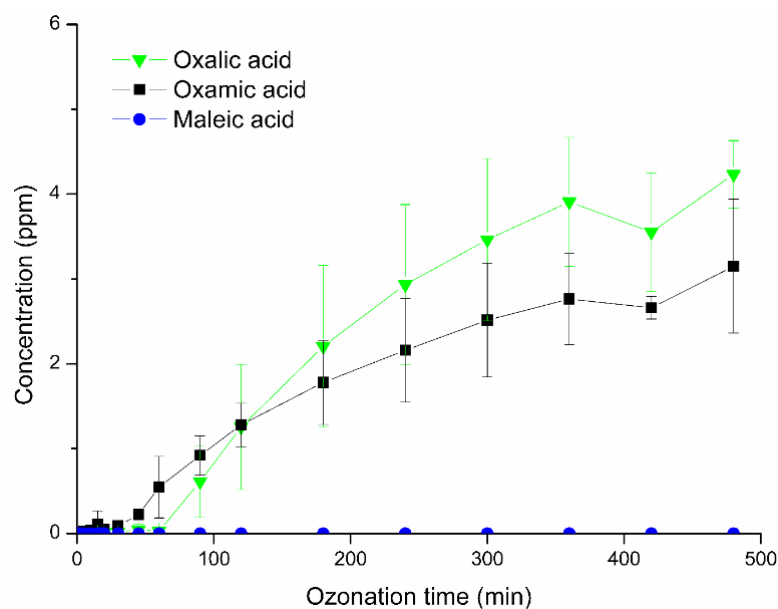 Oxalic acid
Oxamic acid
Maleic acid
6
4
2
0
Concentration (ppm)
0 100 200 300 400 500
Ozonation time (min)